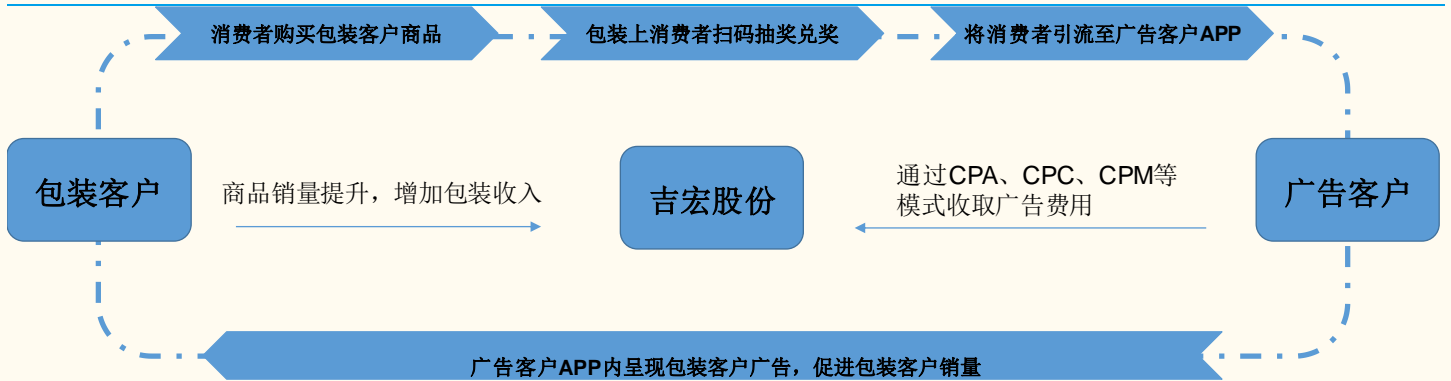 消费者购买包装客户商品
包装上消费者扫码抽奖兑奖
将消费者引流至广告客户APP
包装客户
商品销量提升，增加包装收入
吉宏股份
通过CPA、CPC、CPM等
模式收取广告费用
广告客户
广告客户APP内呈现包装客户广告，促进包装客户销量